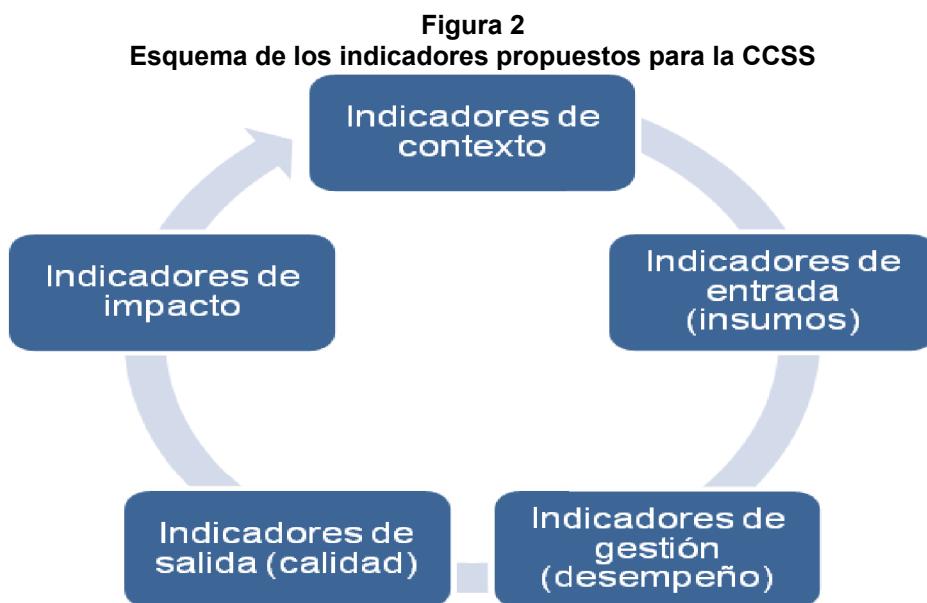 Figura 2
Esquema de los indicadores propuestos para la CCSS
Indicadores de
contexto
Indicadores de
entrada
(insumos)
Indicadores de
gestión
(desempeño)
Indicadores de
salida (calidad)
Indicadores de
impacto